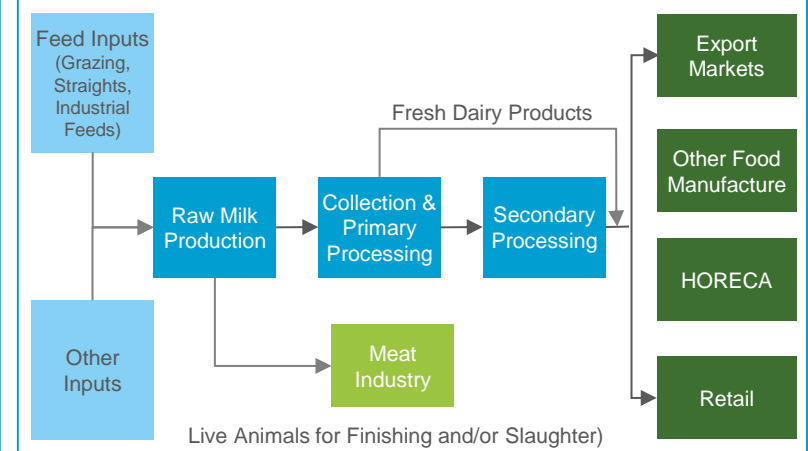 Feed Inputs
(Grazing,
Straights,
Industrial
Feeds)
Export
Markets
Fresh Dairy Products
Other Food
Manufacture
Raw Milk
Production
Collection &
Primary
Processing
Secondary
Processing
HORECA
Other
Inputs
Meat
Industry
Retail
Live Animals for Finishing and/or Slaughter)